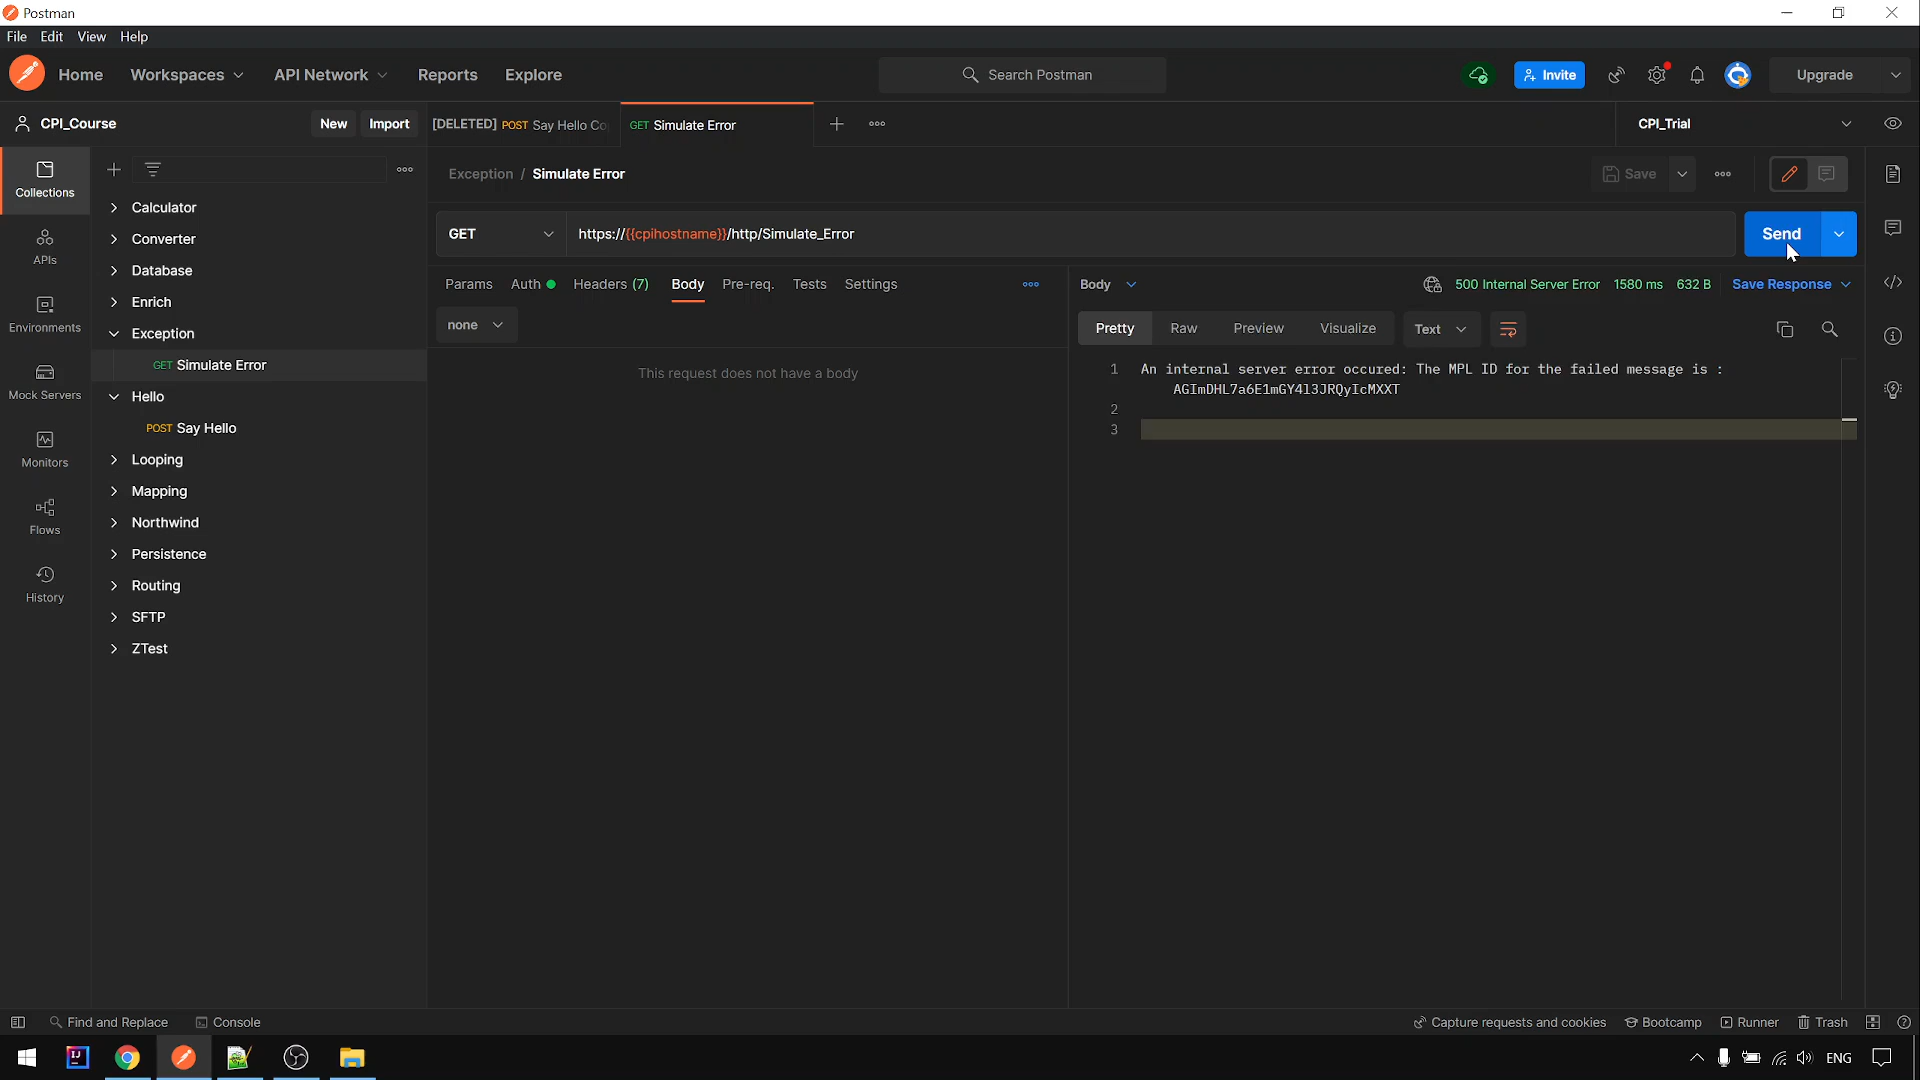 Postman
File Edit View Help
Home Workspaces API Network Reports Explore
Search Postman
Invite
Upgrade
CPI_Course
New Import
[DELETED] POST Say Hello Co
GET Simulate Error
CPI_Trial
Collections
APIs
Environments
Mock Servers
Monitors
Flows
History
Calculator
Converter
Database
Enrich
Exception
GET Simulate Error
Hello
POST Say Hello
Looping
Mapping
Northwind
Persistence
Routing
SFTP
ZTest
Exception / Simulate Error
Save
GET https://{{cpihostname}}/http/Simulate_Error
Send
Params Auth Headers (7) Body Pre-req. Tests Settings
none
This request does not have a body
Body
500 Internal Server Error 1580 ms 632 B Save Response
Pretty Raw Preview Visualize Text
1 An internal server error occured: The MPL ID for the failed message is :
AGImDHL7a6E1mGY4l3JRQyIcMXXT
2
3
Find and Replace Console
Capture requests and cookies Bootcamp Runner Trash
ENG